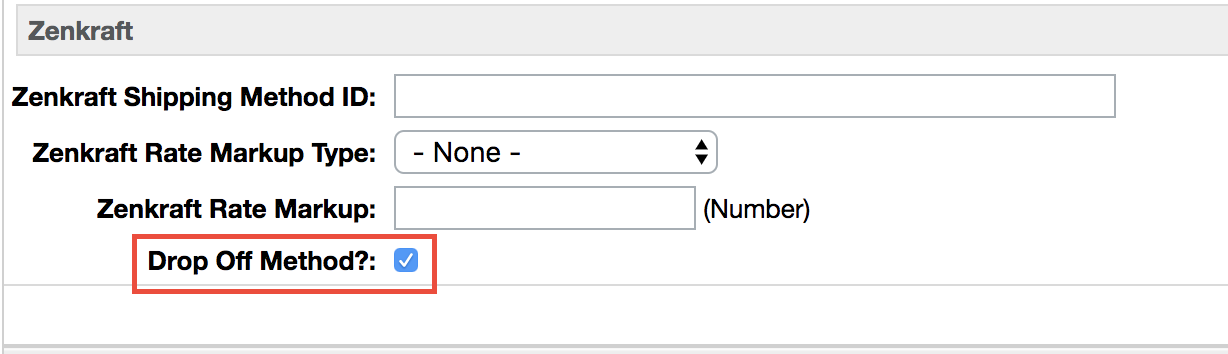 Zenkraft
Zenkraft Shipping Method ID:
Zenkraft Rate Markup Type: - None -
Zenkraft Rate Markup: (Number)
Drop Off Method?: